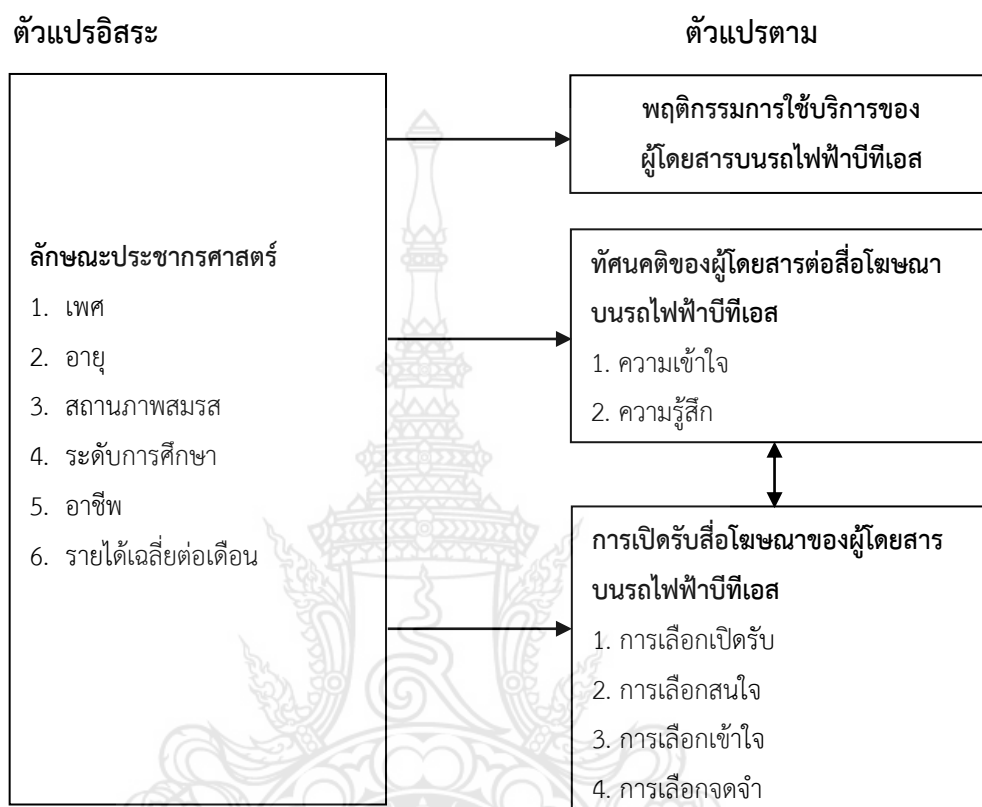 ตัวแปรอิสระ
ตัวแปรตาม
ลักษณะประชากรศาสตร์
1. เพศ
2. อายุ
3. สถานภาพสมรส
4. ระดับการศึกษา
5. อาชีพ
6. รายได้เฉลี่ยต่อเดือน
พฤติกรรมการใช้บริการของ
ผู้โดยสารบนรถไฟฟ้าบีทีเอส
ทัศนคติของผู้โดยสารต่อสื่อโฆษณา
บนรถไฟฟ้าบีทีเอส
1. ความเข้าใจ
2. ความรู้สึก
การเปิดรับสื่อโฆษณาของผู้โดยสาร
บนรถไฟฟ้าบีทีเอส
1. การเลือกเปิดรับ
2. การเลือกสนใจ
3. การเลือกเข้าใจ
4. การเลือกจดจำ